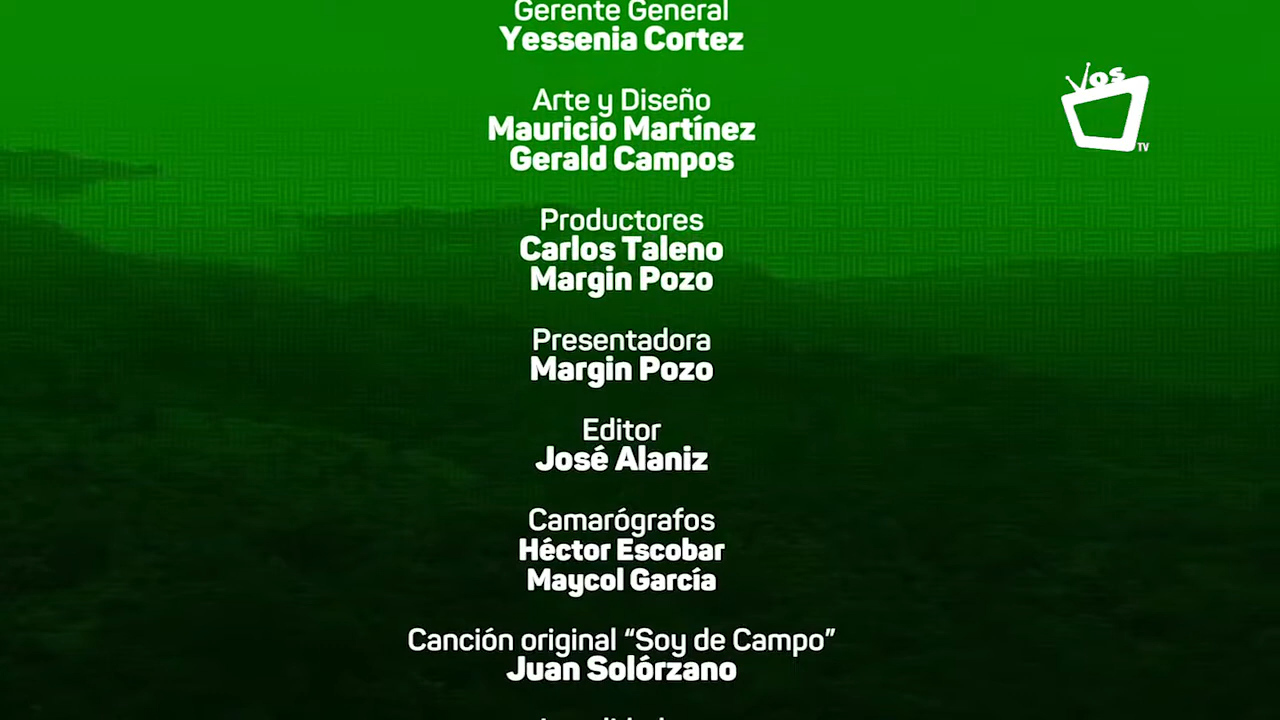 Gerente General
Yessenia Cortez
VOS TV
Arte y Diseño
Mauricio Martínez
Gerald Campos
Productores
Carlos Taleno
Margin Pozo
Presentadora
Margin Pozo
Editor
José Alaniz
Camarógrafos
Héctor Escobar
Maycol García
Canción original “Soy de Campo”
Juan Solórzano